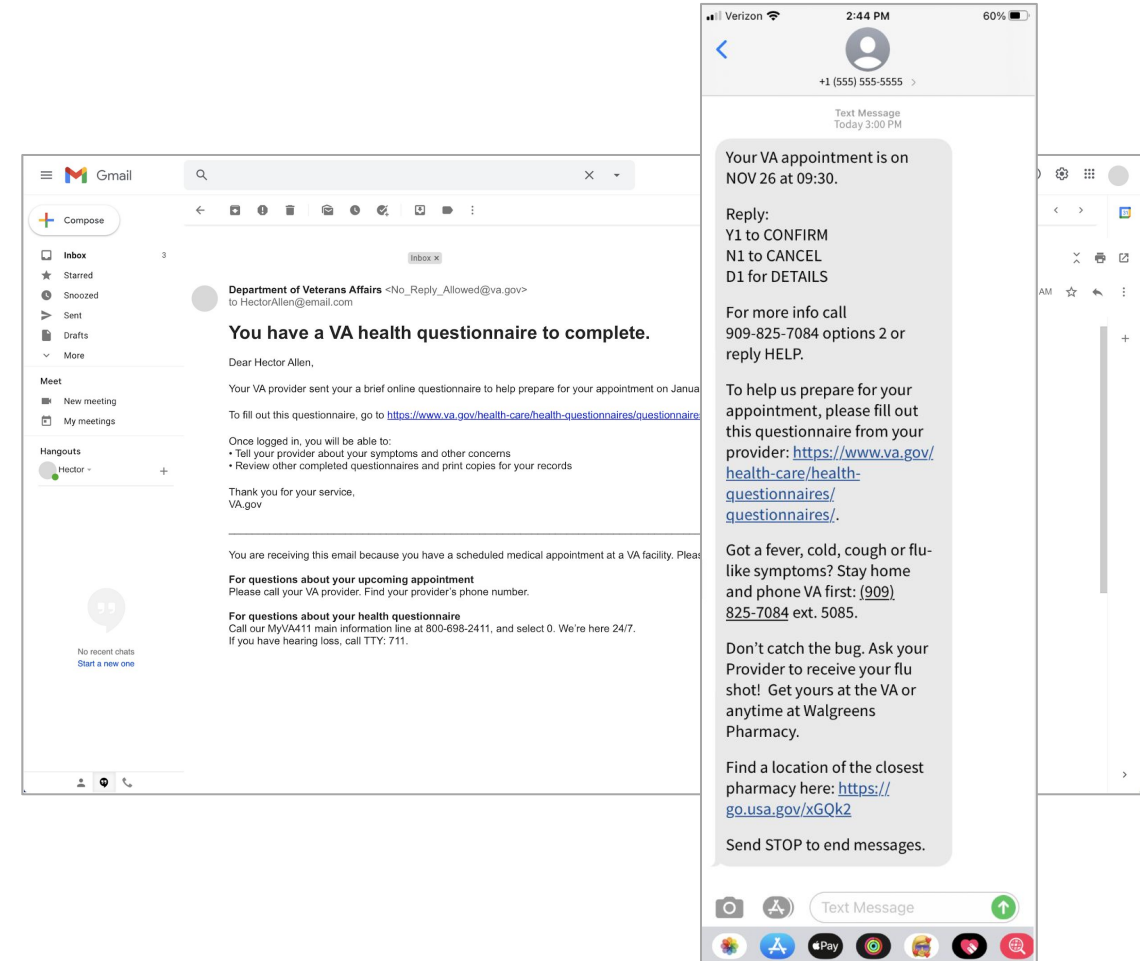 Gmail
Compose
Inbox 3
Starred
Snoozed
Sent
Drafts
More
Meet
New meeting
My meetings
Hangouts
Hector
No recent chats
Start a new one
Inbox ×
Department of Veterans Affairs <No_Reply_Allowed@va.gov>
to HectorAllen@email.com
You have a VA health questionnaire to complete.
Dear Hector Allen,
Your VA provider sent your a brief online questionnaire to help prepare for your appointment on Janua
To fill out this questionnaire, go to https://www.va.gov/health-care/health-questionnaires/questionnaire
Once logged in, you will be able to:
• Tell your provider about your symptoms and other concerns
• Review other completed questionnaires and print copies for your records
Thank you for your service,
VA.gov
You are receiving this email because you have a scheduled medical appointment at a VA facility. Pleas
For questions about your upcoming appointment
Please call your VA provider. Find your provider's phone number.
For questions about your health questionnaire
Call our MyVA411 main information line at 800-698-2411, and select 0. We're here 24/7.
If you have hearing loss, call TTY: 711.
AM
31
Verizon 2:44 PM 60%
+1 (555) 555-5555
Text Message
Today 3:00 PM
Your VA appointment is on
NOV 26 at 09:30.
Reply:
Y1 to CONFIRM
N1 to CANCEL
D1 for DETAILS
For more info call
909-825-7084 options 2 or
reply HELP.
To help us prepare for your
appointment, please fill out
this questionnaire from your
provider: https://www.va.gov/
health-care/health-
questionnaires/
questionnaires/.
Got a fever, cold, cough or flu-
like symptoms? Stay home
and phone VA first: (909)
825-7084 ext. 5085.
Don't catch the bug. Ask your
Provider to receive your flu
shot!  Get yours at the VA or
anytime at Walgreens
Pharmacy.
Find a location of the closest
pharmacy here: https://
go.usa.gov/xGQk2
Send STOP to end messages.
Text Message
Pay